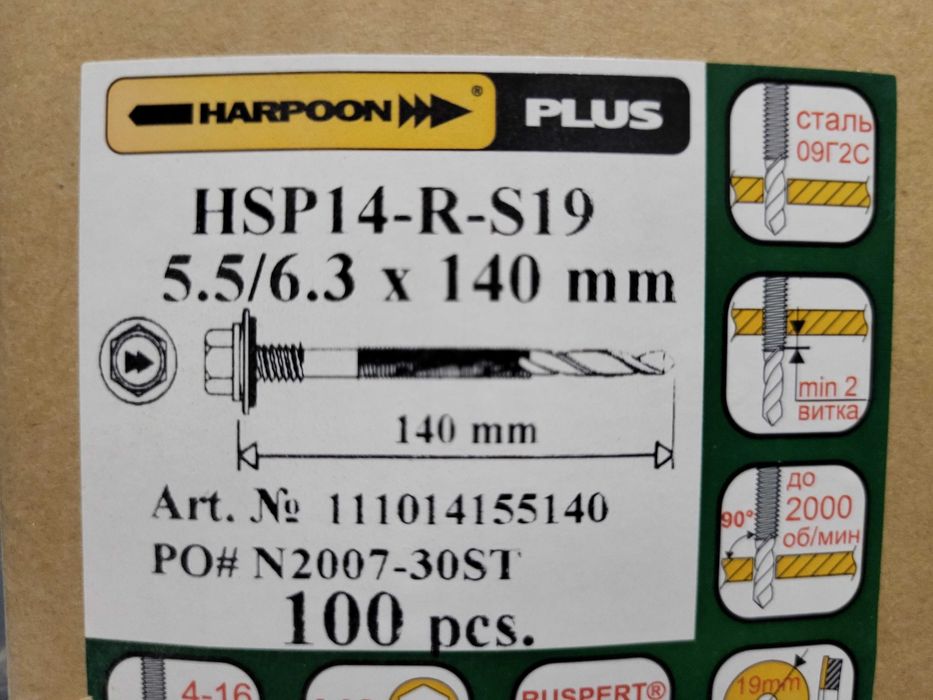 HARPOON ® PLUS
HSP14-R-S19
5.5/6.3 x 140 mm
140 mm
Art. № 111014155140
PO# N2007-30ST
100 pcs.
сталь
09Г2С
min 2
витка
90°
до
2000
об/мин
4-16
RUSPERT®
19mm